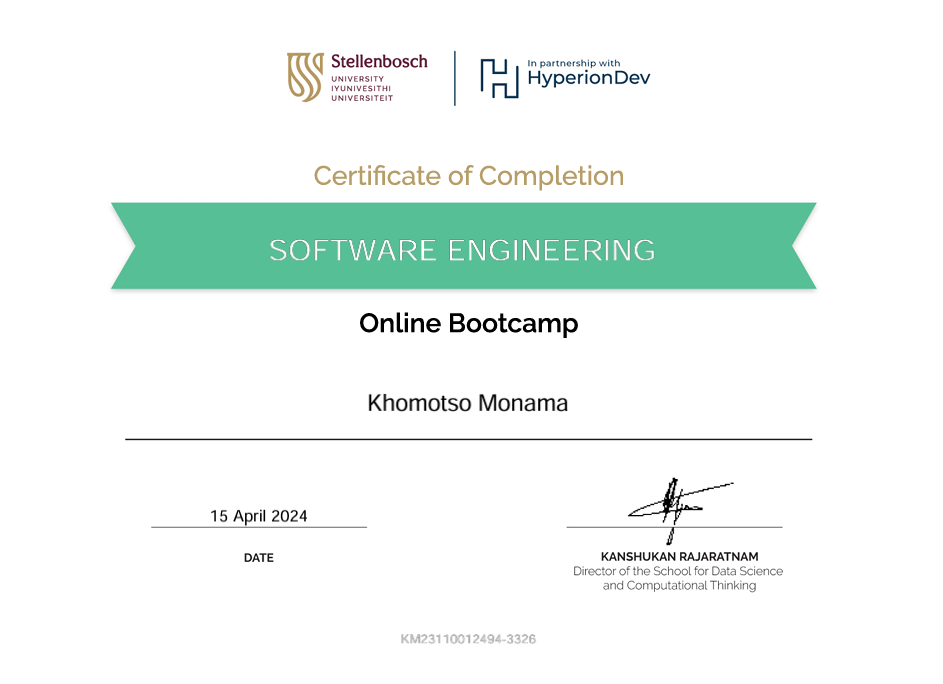 Stellenbosch
UNIVERSITY
IYUNIVESITHI
UNIVERSITEIT
In partnership with
HyperionDev
Certificate of Completion
SOFTWARE ENGINEERING
Online Bootcamp
Khomotso Monama
15 April 2024
DATE
KANSHUKAN RAJARATNAM
Director of the School for Data Science
and Computational Thinking
KM23110012494-3326